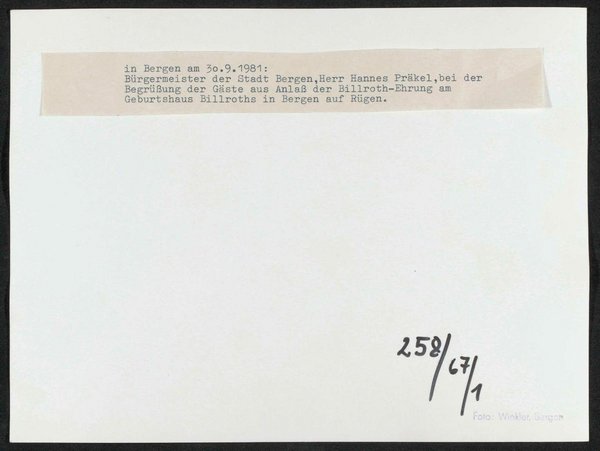 in Bergen am 3o.9.1981:
Bürgermeister der Stadt Bergen,Herr Hannes Präkel,bei der
Begrüßung der Gäste aus Anlaß der Billroth-Ehrung am
Geburtshaus Billroths in Bergen auf Rügen.
258/67/1
Foto: Winkler, Bergen